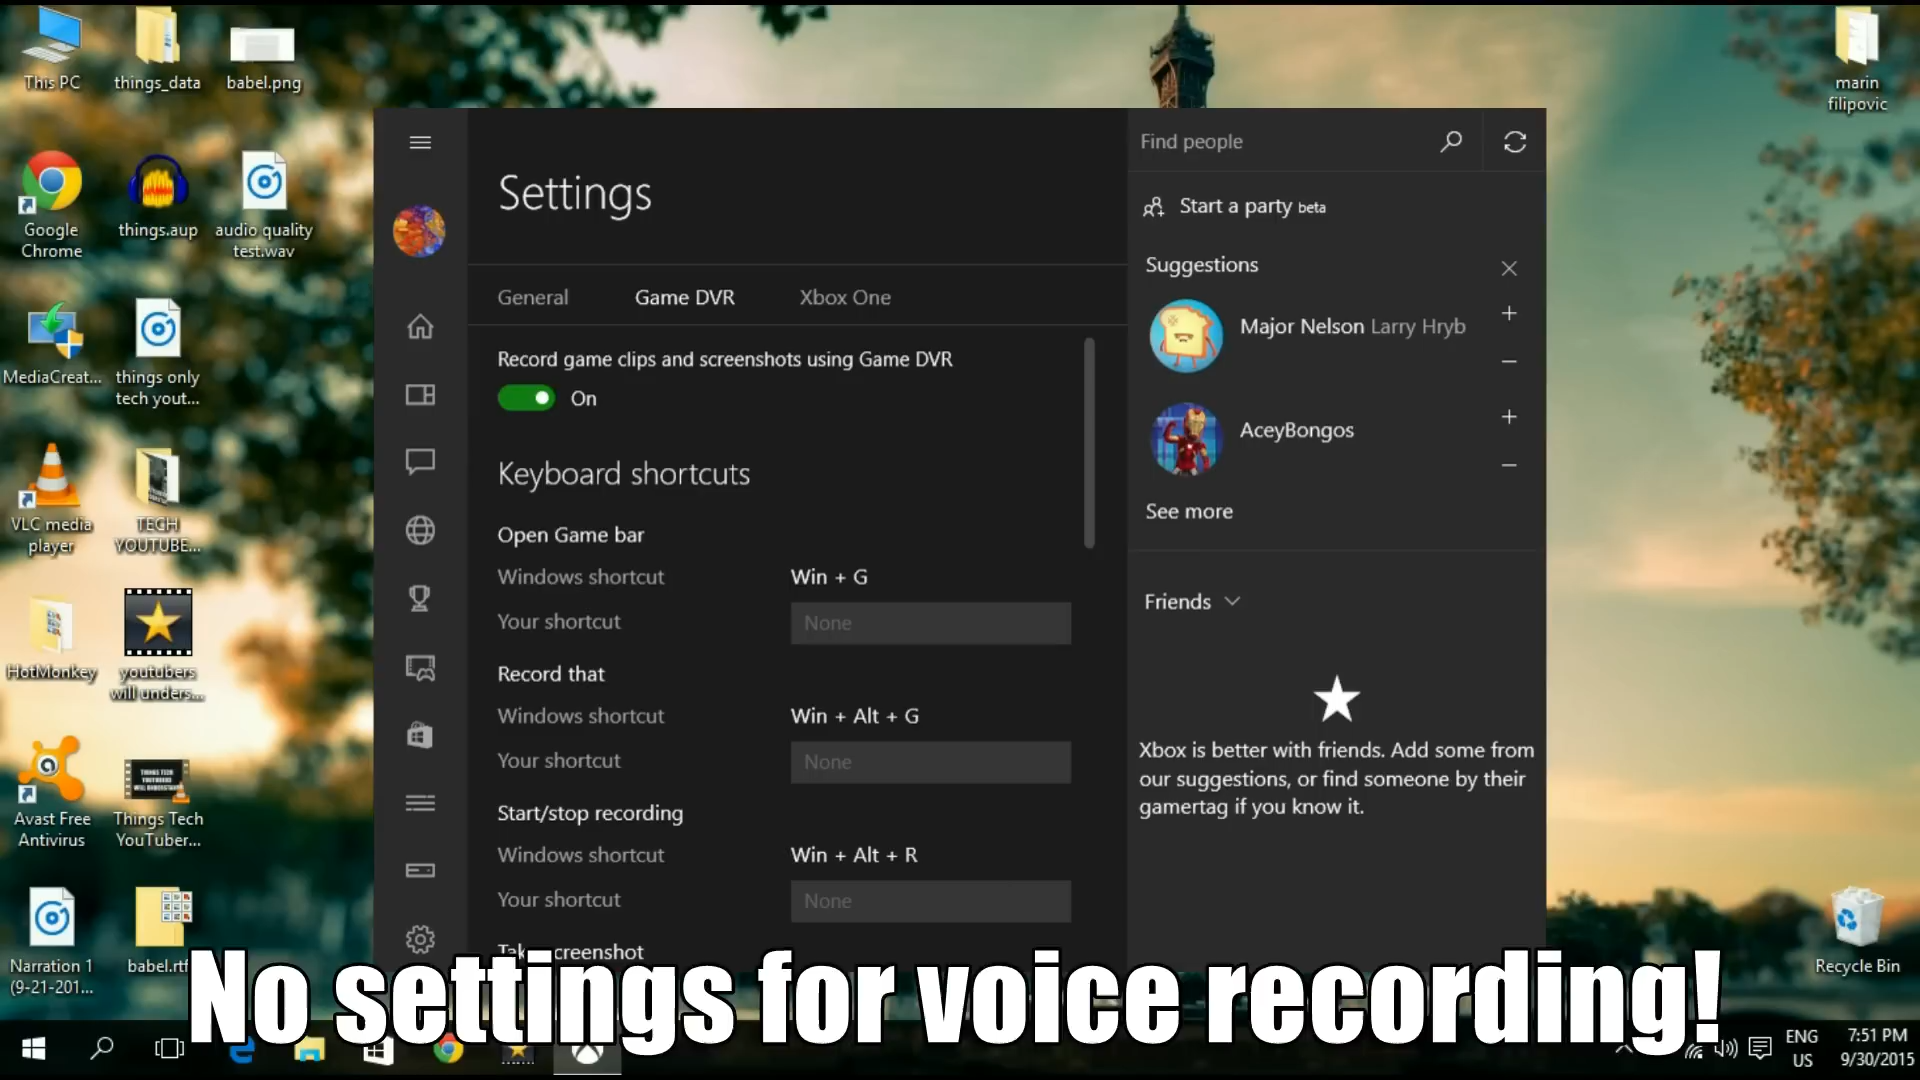 This PC
things_data
babel.png
Google
Chrome
things.aup
audio quality
test.wav
MediaCreat...
things only
tech yout...
VLC media
player
TECH
YOUTUBE...
HotMonkey
youtubers
will unders...
Avast Free
Antivirus
Things Tech
YouTuber...
Narration 1
(9-21-201...
babel.rtf
marin
filipovic
Recycle Bin
Settings
General
Game DVR
Xbox One
Record game clips and screenshots using Game DVR
On
Keyboard shortcuts
Open Game bar
Windows shortcut
Win + G
Your shortcut
None
Record that
Windows shortcut
Win + Alt + G
Your shortcut
None
Start/stop recording
Windows shortcut
Win + Alt + R
Your shortcut
None
Take screenshot
Find people
Start a party beta
Suggestions
Major Nelson Larry Hryb
AceyBongos
See more
Friends
Xbox is better with friends. Add some from
our suggestions, or find someone by their
gamertag if you know it.
No settings for voice recording!
ENG
US
7:51 PM
9/30/2015